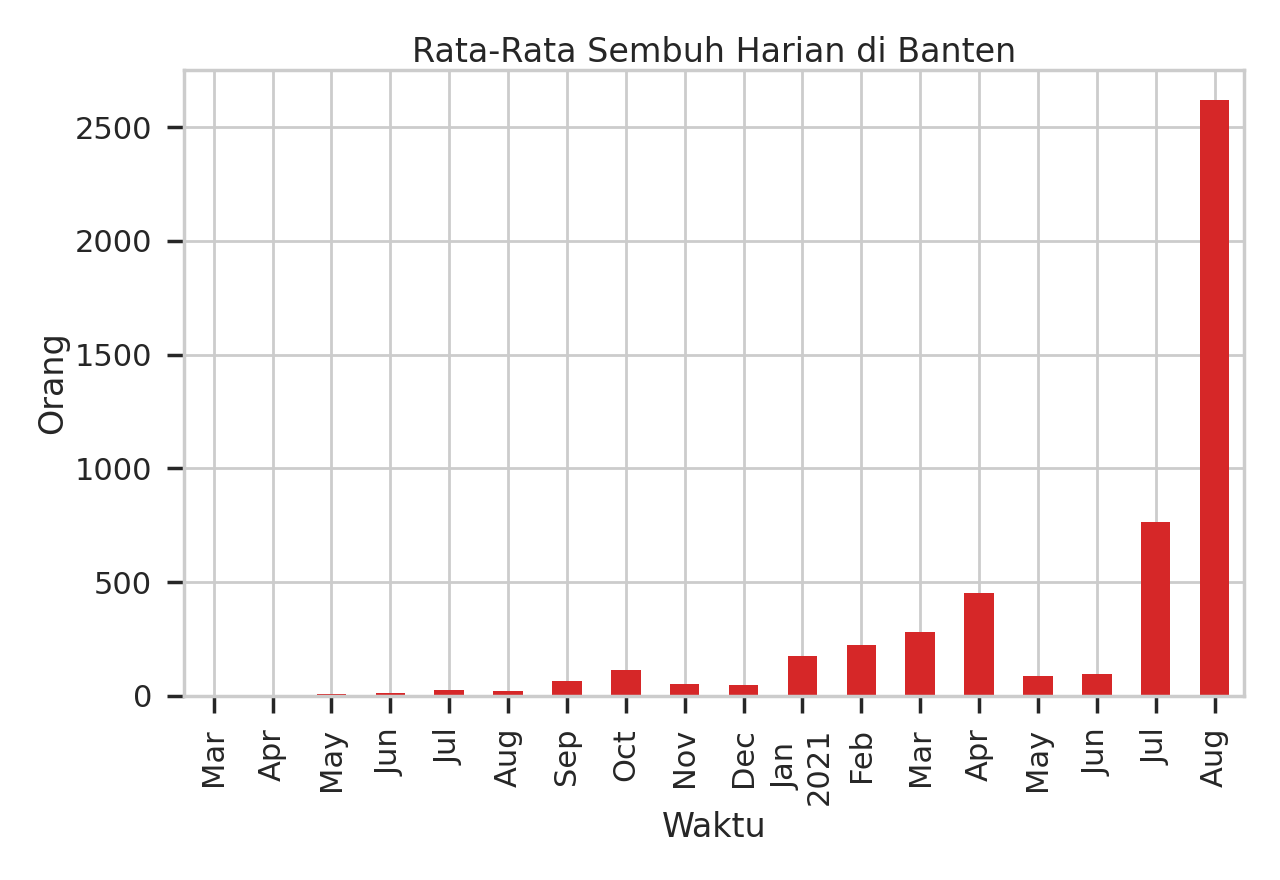 Rata-Rata Sembuh Harian di Banten
2500
2000
1500
1000
500
0
Orang
Mar
Apr
May
Jun
Jul
Aug
Sep
Oct
Nov
Dec
Jan
2021
Feb
Mar
Apr
May
Jun
Jul
Aug
Waktu